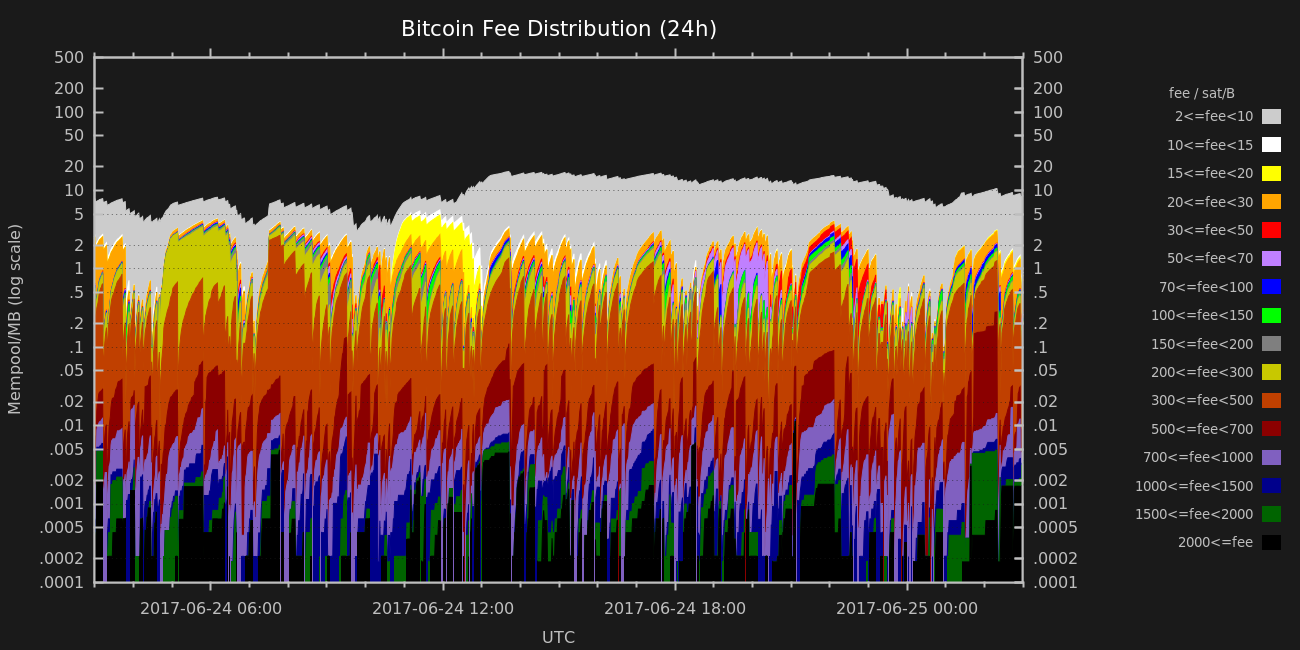 Bitcoin Fee Distribution (24h)
500 500
200 200
100 100
50 50
20 20
10 10
5 5
2 2
1 1
.5 .5
.2 .2
.1 .1
.05 .05
.02 .02
.01 .01
.005 .005
.002 .002
.001 .001
.0005 .0005
.0002 .0002
.0001 .0001
Mempool/MB (log scale)
2017-06-24 06:00 2017-06-24 12:00 2017-06-24 18:00 2017-06-25 00:00
UTC
fee / sat/B
2<=fee<10
10<=fee<15
15<=fee<20
20<=fee<30
30<=fee<50
50<=fee<70
70<=fee<100
100<=fee<150
150<=fee<200
200<=fee<300
300<=fee<500
500<=fee<700
700<=fee<1000
1000<=fee<1500
1500<=fee<2000
2000<=fee